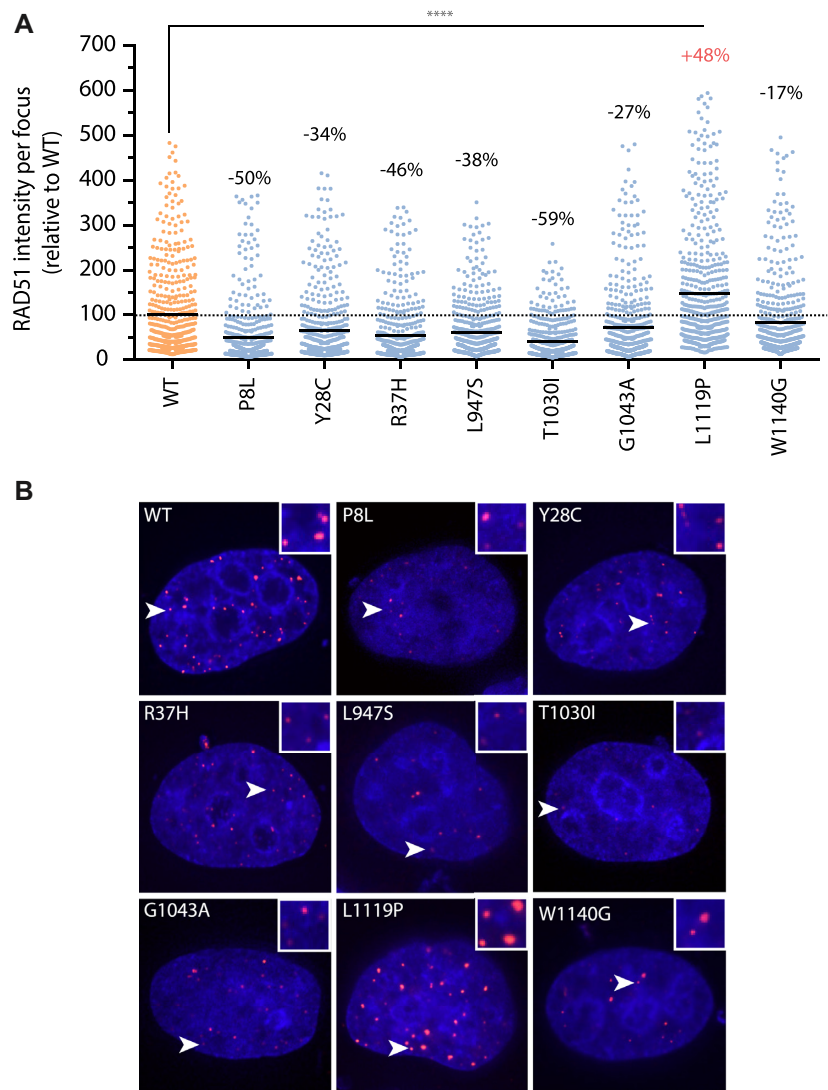 A
****
700
600
500
400
300
200
100
0
RAD51 intensity per focus
(relative to WT)
-50%
-34%
-46%
-38%
-59%
-27%
+48%
-17%
WT
P8L
Y28C
R37H
L947S
T1030I
G1043A
L1119P
W1140G
B
WT
P8L
Y28C
R37H
L947S
T1030I
G1043A
L1119P
W1140G